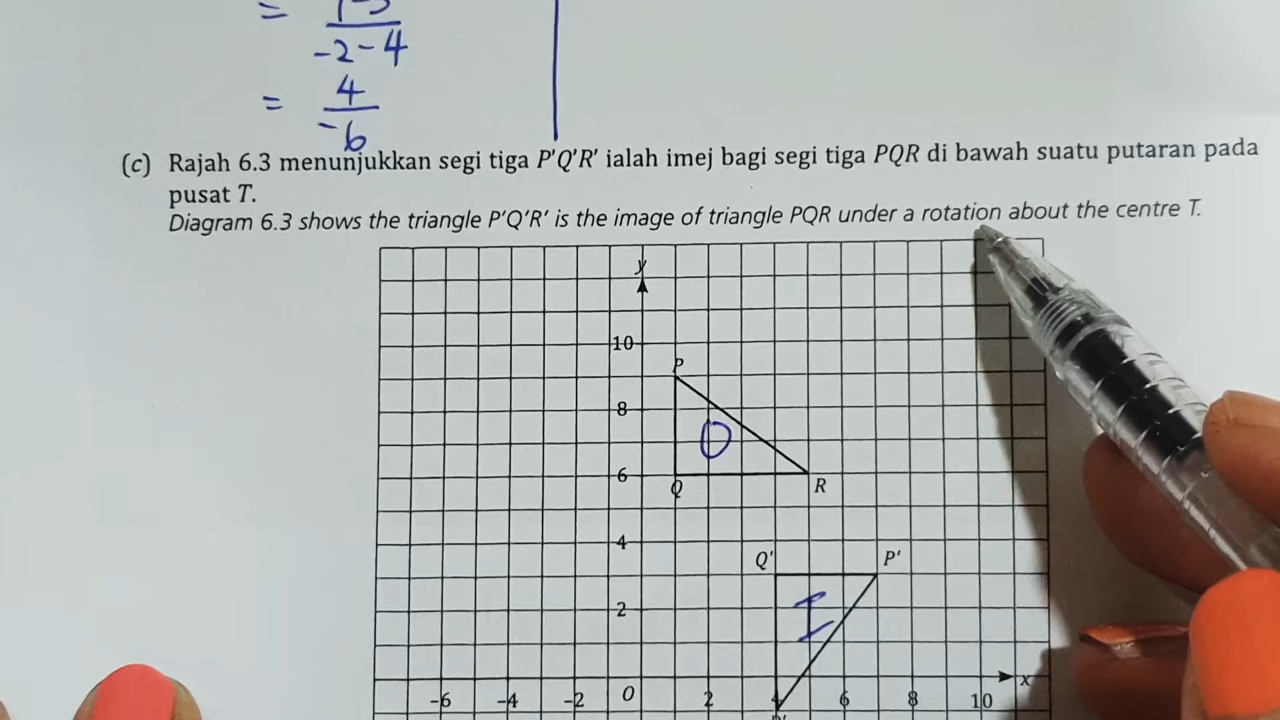 =
-2-4
= 4
-6
(c) Rajah 6.3 menunjukkan segi tiga P'Q'R' ialah imej bagi segi tiga PQR di bawah suatu putaran pada
pusat T.
Diagram 6.3 shows the triangle P'Q'R' is the image of triangle PQR under a rotation about the centre T.
y
10
P
8
O
6
Q R
4
Q' P'
2
I
x
-6 -4 -2 O 2 4 6 8 10